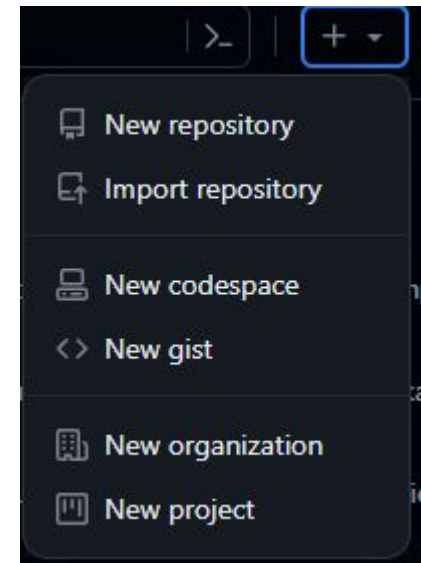 New repository
Import repository
New codespace
New gist
New organization
New project